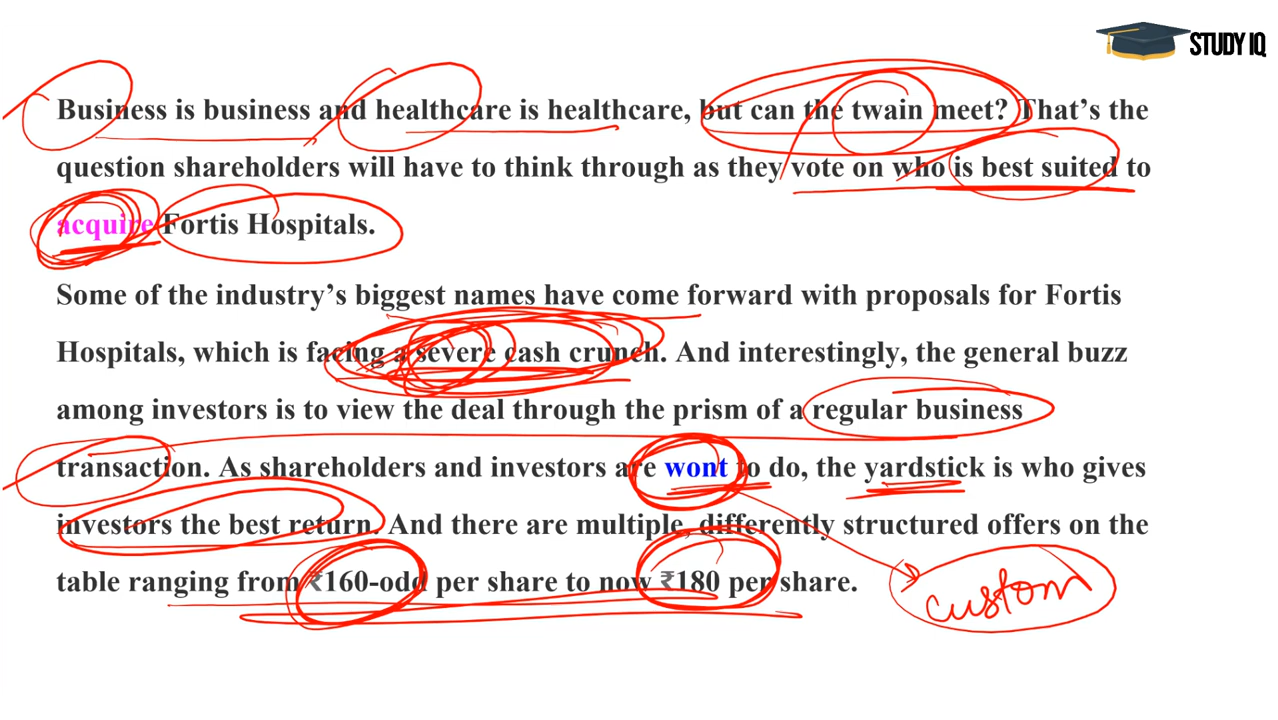 STUDY IQ
Business is business and healthcare is healthcare, but can the twain meet? That's the
question shareholders will have to think through as they vote on who is best suited to
acquire Fortis Hospitals.
Some of the industry's biggest names have come forward with proposals for Fortis
Hospitals, which is facing a severe cash crunch. And interestingly, the general buzz
among investors is to view the deal through the prism of a regular business
transaction. As shareholders and investors are wont to do, the yardstick is who gives
investors the best return. And there are multiple, differently structured offers on the
table ranging from ₹160-odd per share to now ₹180 per share.
custom